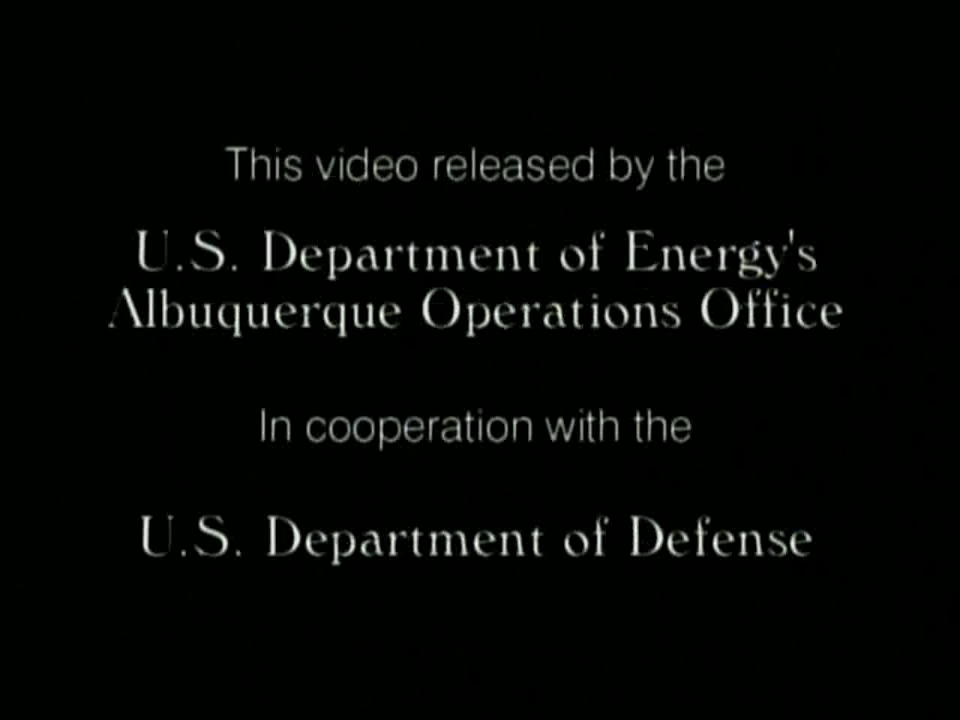 This video released by the
U.S. Department of Energy's
Albuquerque Operations Office
In cooperation with the
U.S. Department of Defense